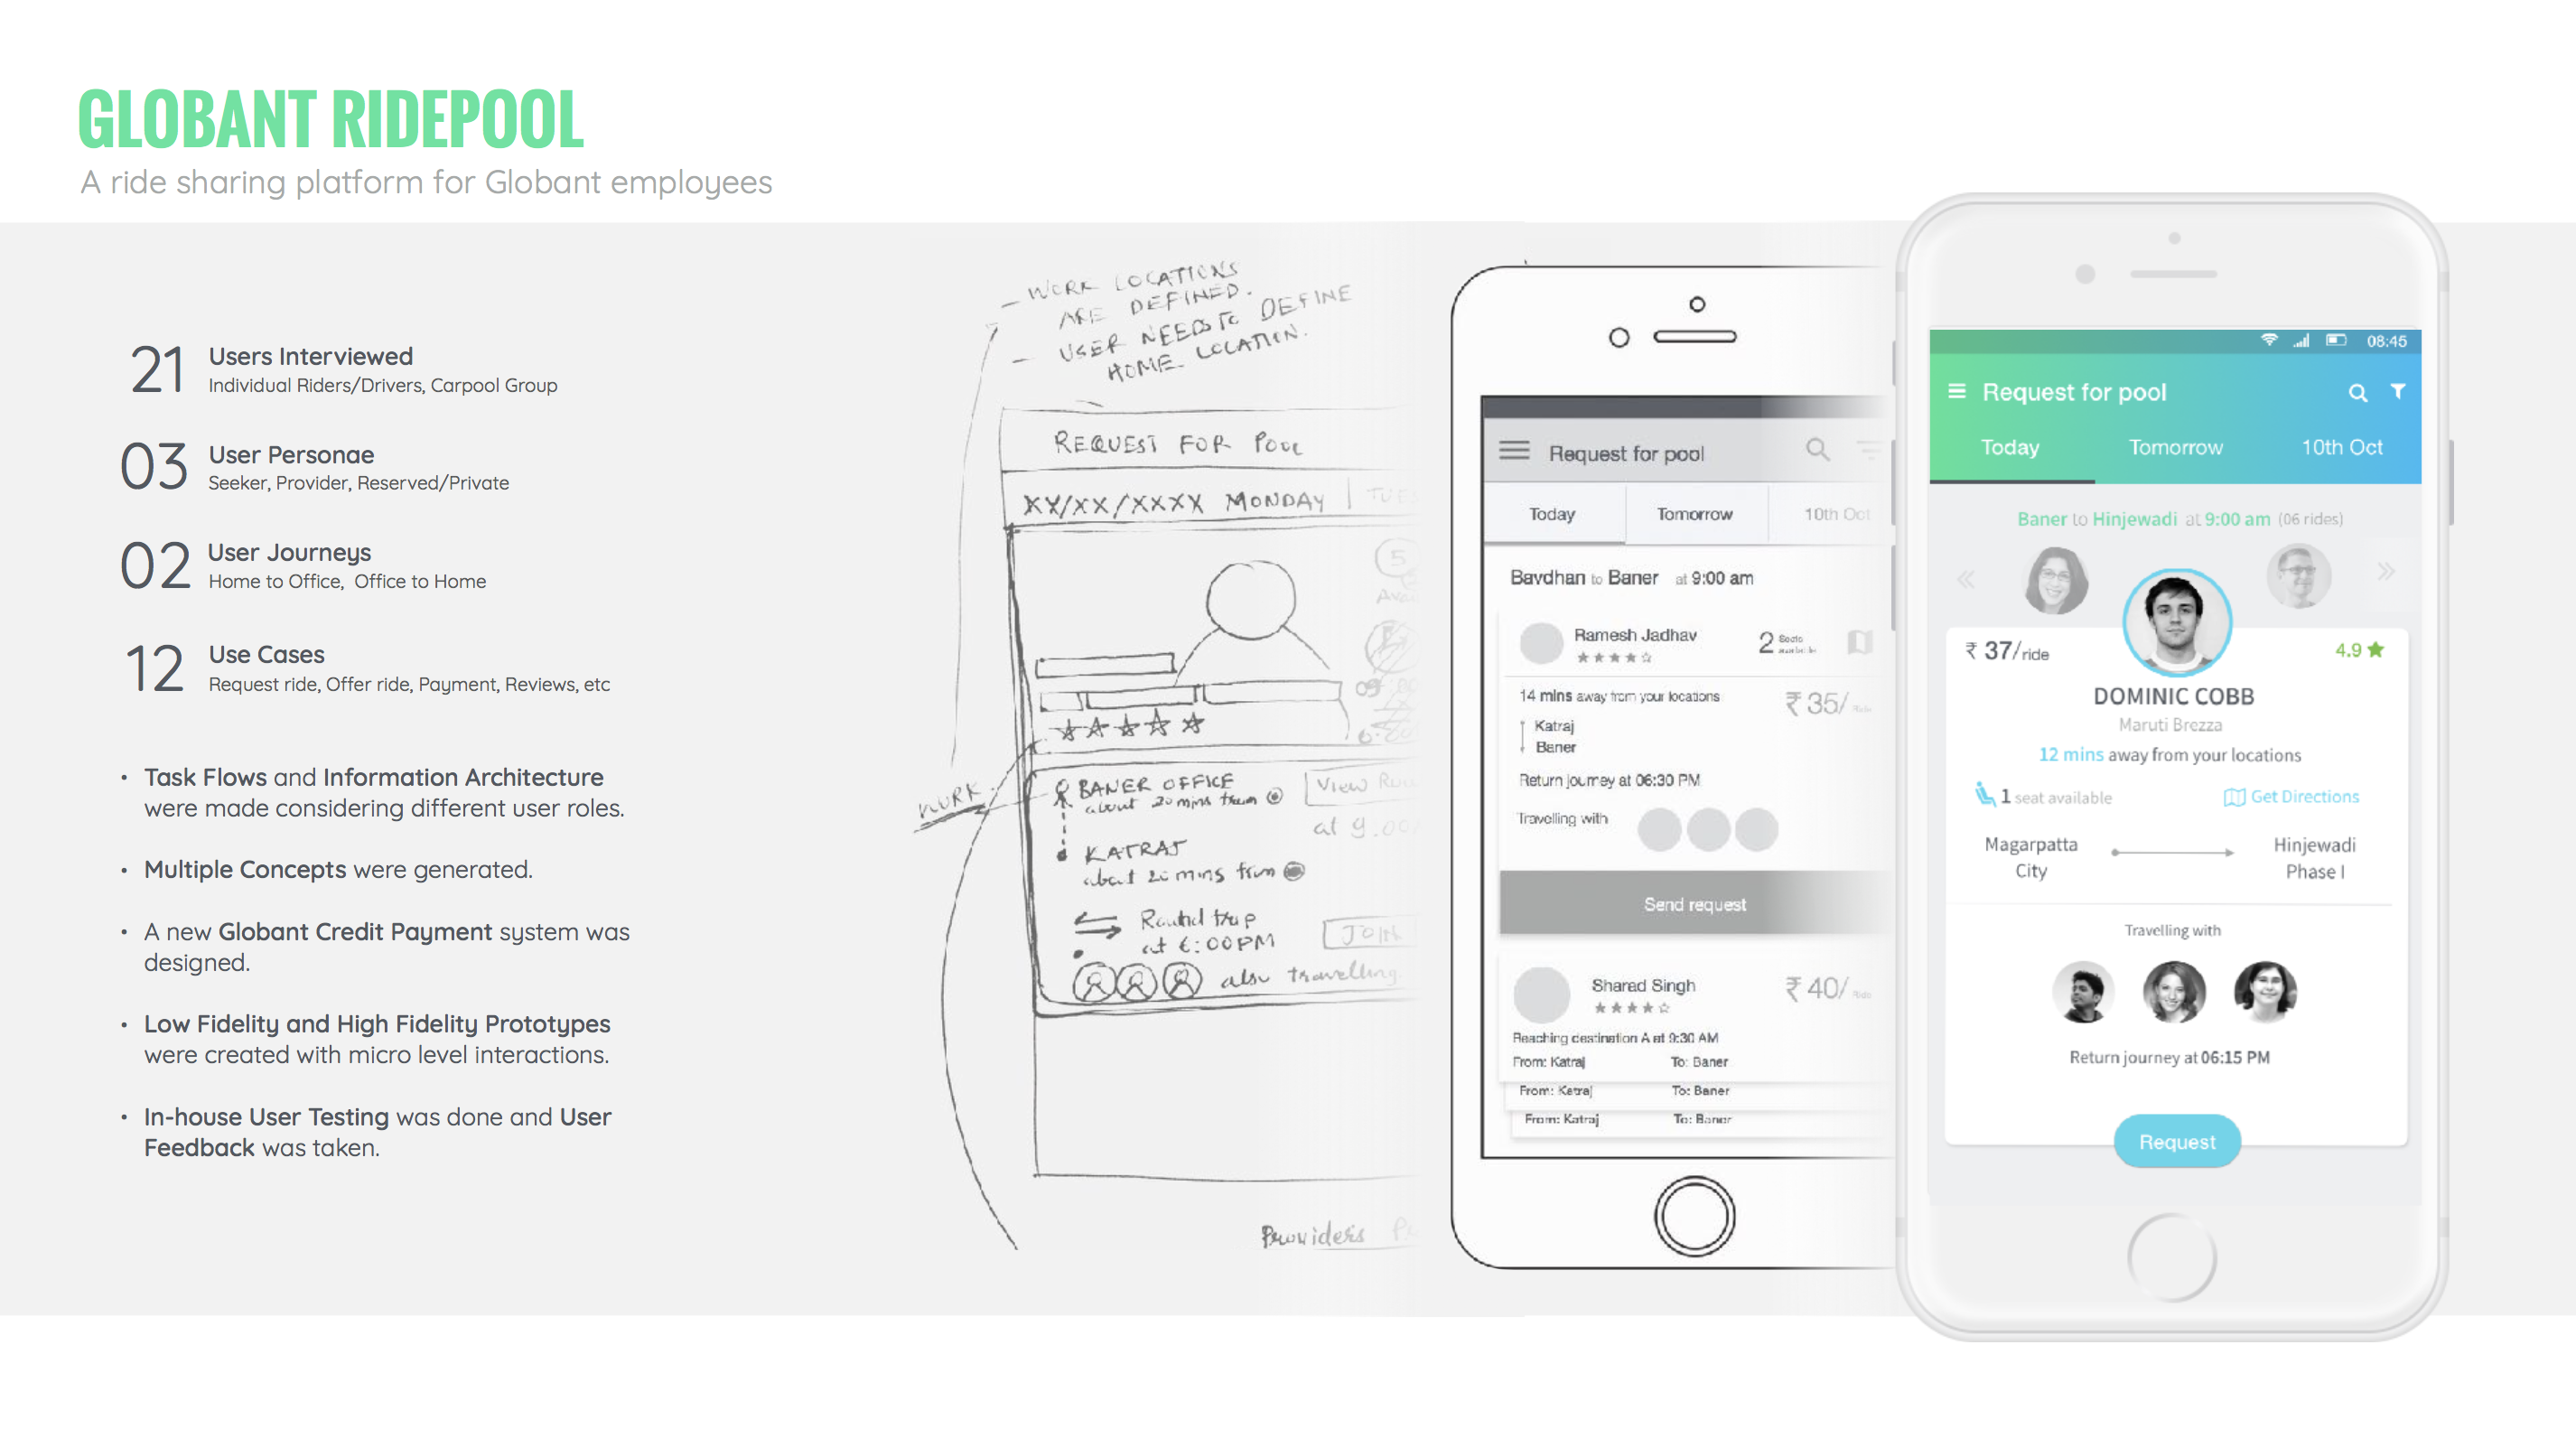 GLOBANT RIDEPOOL
A ride sharing platform for Globant employees
21
Users Interviewed
Individual Riders/Drivers, Carpool Group
03
User Personae
Seeker, Provider, Reserved/Private
02
User Journeys
Home to Office, Office to Home
12
Use Cases
Request ride, Offer ride, Payment, Reviews, etc
• Task Flows and Information Architecture
were made considering different user roles.
• Multiple Concepts were generated.
• A new Globant Credit Payment system was
designed.
• Low Fidelity and High Fidelity Prototypes
were created with micro level interactions.
• In-house User Testing was done and User
Feedback was taken.
- WORK LOCATIONS
ARE DEFINED.
- USER NEEDS TO DEFINE
HOME LOCATION.
REQUEST FOR POOL
XX/XX/XXXX MONDAY | TUES
5
WORK
BANER OFFICE
about 20 mins from
View
at 9.00
KATRAJ
about 20 mins from
Round trip
at 6:00PM
JOIN
also travelling
Provider's
Request for pool
Today Tomorrow 10th Oct
Bavdhan to Baner at 9:00 am
Ramesh Jadhav
2 Seats
14 mins away from your locations
₹ 35/ Ride
Katraj
Baner
Return journey at 06:30 PM
Travelling with
Send request
Sharad Singh
₹ 40/ Ride
Reaching destination A at 9:30 AM
From: Katraj To: Baner
From: Katraj To: Baner
From: Katraj To: Baner
08:45
Request for pool
Today Tomorrow 10th Oct
Baner to Hinjewadi at 9:00 am (06 rides)
₹ 37/ride
4.9
DOMINIC COBB
Maruti Brezza
12 mins away from your locations
1 seat available
Get Directions
Magarpatta
City
Hinjewadi
Phase I
Travelling with
Return journey at 06:15 PM
Request